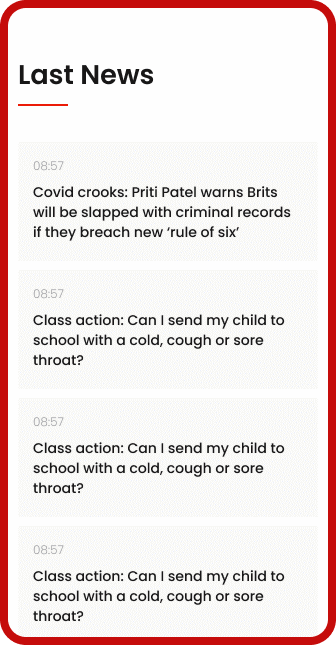 Last News
08:57
Covid crooks: Priti Patel warns Brits
will be slapped with criminal records
if they breach new ‘rule of six’
08:57
Class action: Can I send my child to
school with a cold, cough or sore
throat?
08:57
Class action: Can I send my child to
school with a cold, cough or sore
throat?
08:57
Class action: Can I send my child to
school with a cold, cough or sore
throat?